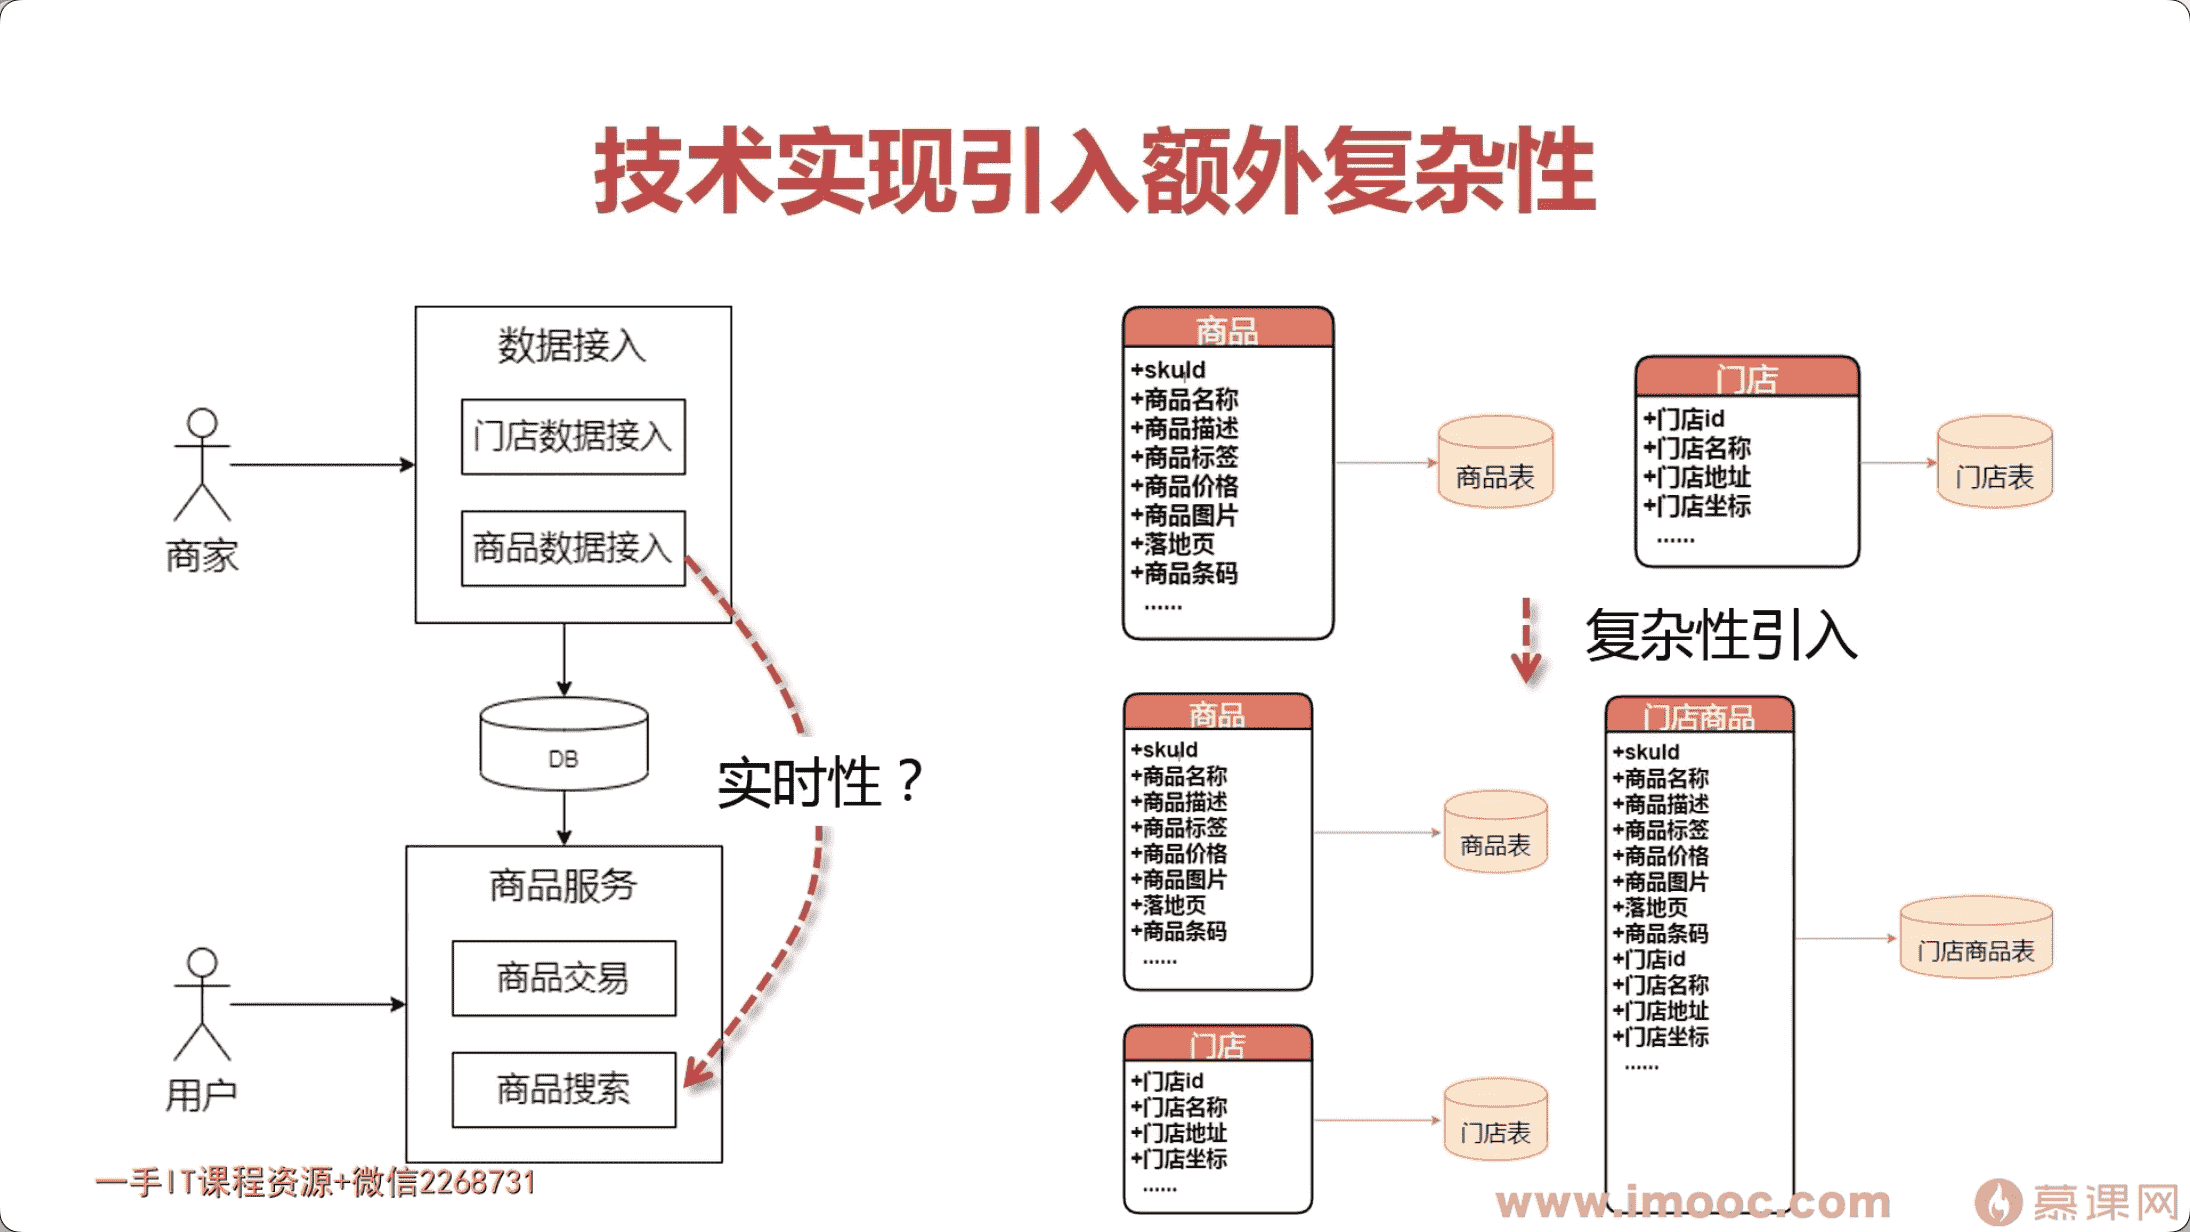 技术实现引入额外复杂性
数据接入
门店数据接入
商品数据接入
商家
DB
实时性？
商品服务
商品交易
商品搜索
用户
商品
+skuId
+商品名称
+商品描述
+商品标签
+商品价格
+商品图片
+落地页
+商品条码
......
商品表
门店
+门店id
+门店名称
+门店地址
+门店坐标
......
门店表
复杂性引入
商品
+skuId
+商品名称
+商品描述
+商品标签
+商品价格
+商品图片
+落地页
+商品条码
......
商品表
门店
+门店id
+门店名称
+门店地址
+门店坐标
......
门店表
门店商品
+skuId
+商品名称
+商品描述
+商品标签
+商品价格
+商品图片
+落地页
+商品条码
+门店id
+门店名称
+门店地址
+门店坐标
......
门店商品表
一手IT课程资源+微信2268731
www.imooc.com
慕课网